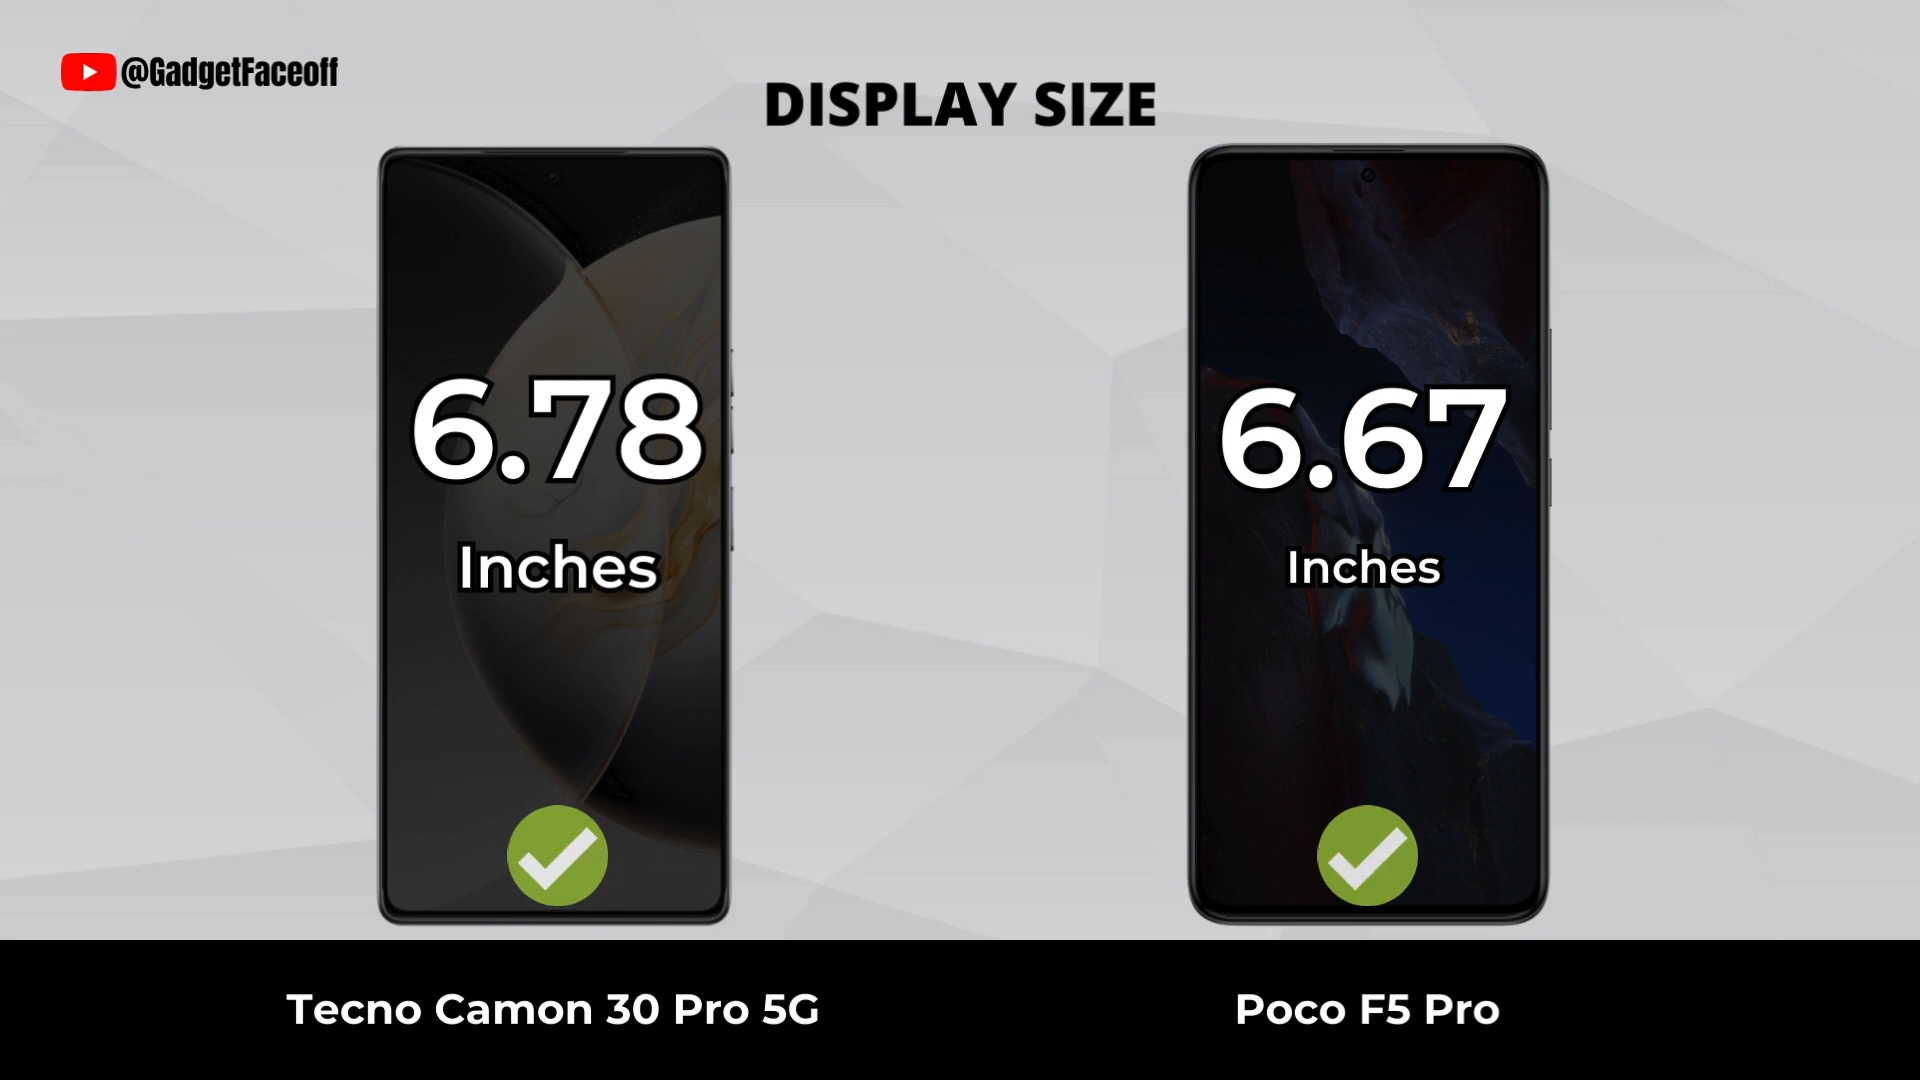 @GadgetFaceoff
DISPLAY SIZE
6.78
Inches
6.67
Inches
Tecno Camon 30 Pro 5G
Poco F5 Pro